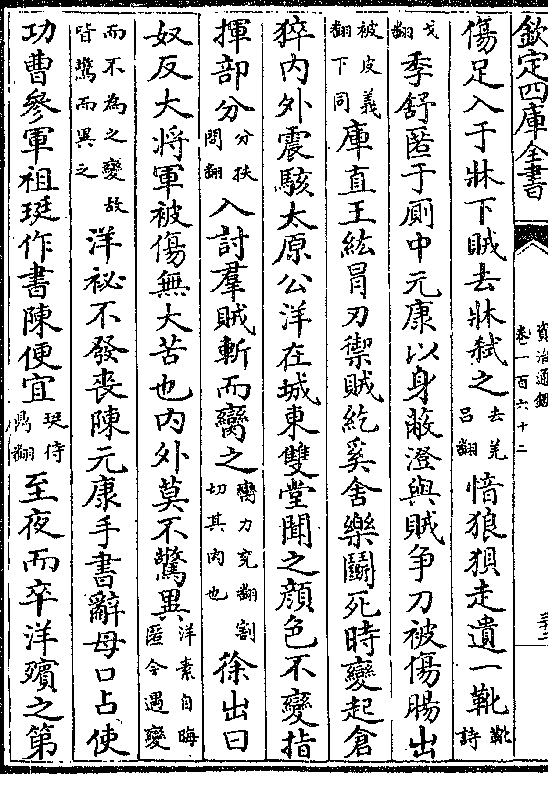 欽定四庫全書
資治通鑑
卷一百六十二
傷足入于牀下賊去牀弑之去羌吕翻愔狼狽走遺一鞾鞾許
戈翻季舒匿于厠中元康以身蔽澄與賊争刀被傷腸出
被皮義翻下同庫直王紘冒刃禦賊紇奚舍樂鬭死時變起倉
猝内外震駭太原公洋在城東雙堂聞之顔色不變指
揮部分分扶問翻入討羣賊斬而臠之臠力兖翻割切其肉也徐出曰
奴反大將軍被傷無大苦也内外莫不驚異洋素自晦匿今遇變
而不為之變故皆驚而異之洋祕不發喪陳元康手書辭母口占使
功曹參軍祖珽作書陳便宜珽侍鼎翻至夜而卒洋殯之第